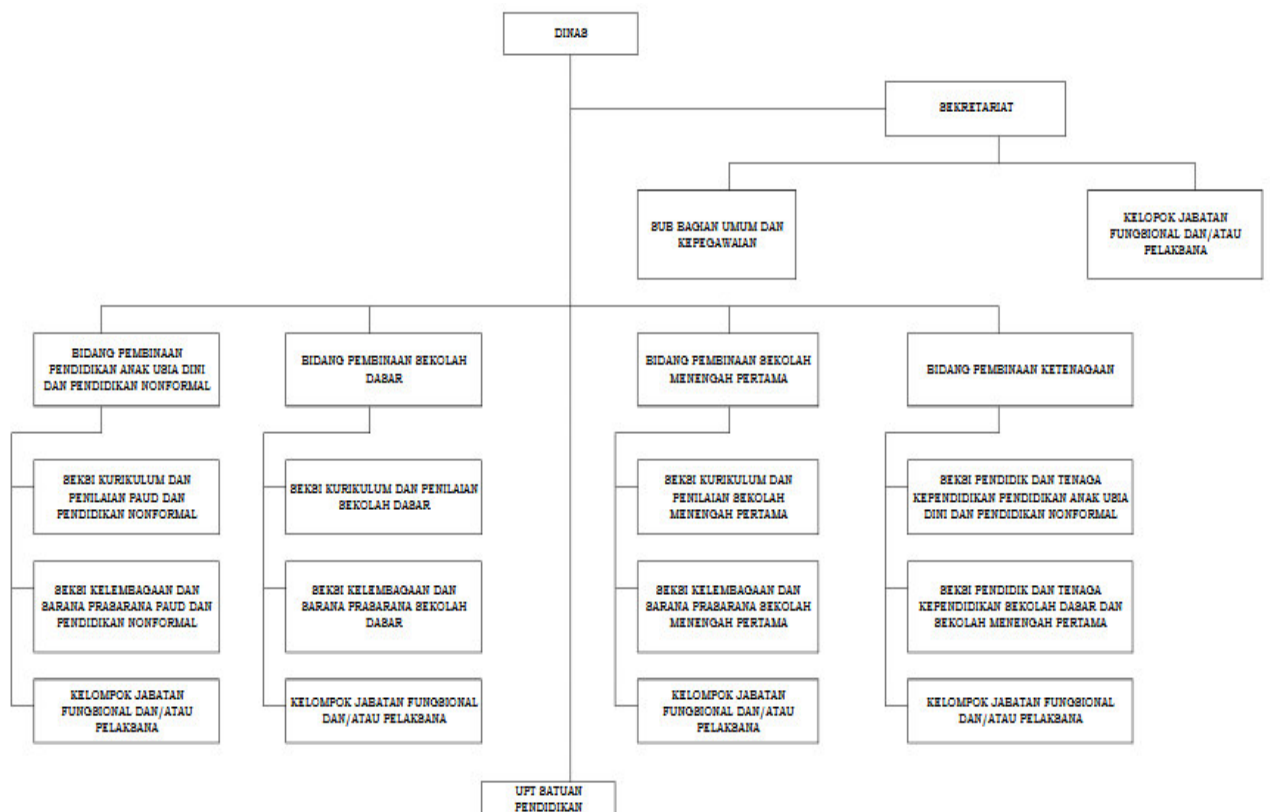 DINAS
SEKRETARIAT
SUB BAGIAN UMUM DAN
KEPEGAWAIAN
KELOPOK JABATAN
FUNGSIONAL DAN/ATAU
PELAKSANA
BIDANG PEMBINAAN
PENDIDIKAN ANAK USIA DINI
DAN PENDIDIKAN NONFORMAL
BIDANG PEMBINAAN SEKOLAH
DASAR
BIDANG PEMBINAAN SEKOLAH
MENENGAH PERTAMA
BIDANG PEMBINAAN KETENAGAAN
SEKSI KURIKULUM DAN
PENILAIAN PAUD DAN
PENDIDIKAN NONFORMAL
SEKSI KURIKULUM DAN PENILAIAN
SEKOLAH DASAR
SEKSI KURIKULUM DAN
PENILAIAN SEKOLAH
MENENGAH PERTAMA
SEKSI PENDIDIK DAN TENAGA
KEPENDIDIKAN PENDIDIKAN ANAK USIA
DINI DAN PENDIDIKAN NONFORMAL
SEKSI KELEMBAGAAN DAN
SARANA PRASARANA PAUD DAN
PENDIDIKAN NONFORMAL
SEKSI KELEMBAGAAN DAN
SARANA PRASARANA SEKOLAH
DASAR
SEKSI KELEMBAGAAN DAN
SARANA PRASARANA SEKOLAH
MENENGAH PERTAMA
SEKSI PENDIDIK DAN TENAGA
KEPENDIDIKAN SEKOLAH DASAR DAN
SEKOLAH MENENGAH PERTAMA
KELOMPOK JABATAN
FUNGSIONAL DAN/ATAU
PELAKSANA
KELOMPOK JABATAN FUNGSIONAL
DAN/ATAU PELAKSANA
KELOMPOK JABATAN
FUNGSIONAL DAN/ATAU
PELAKSANA
KELOMPOK JABATAN FUNGSIONAL
DAN/ATAU PELAKSANA
UPT SATUAN
PENDIDIKAN